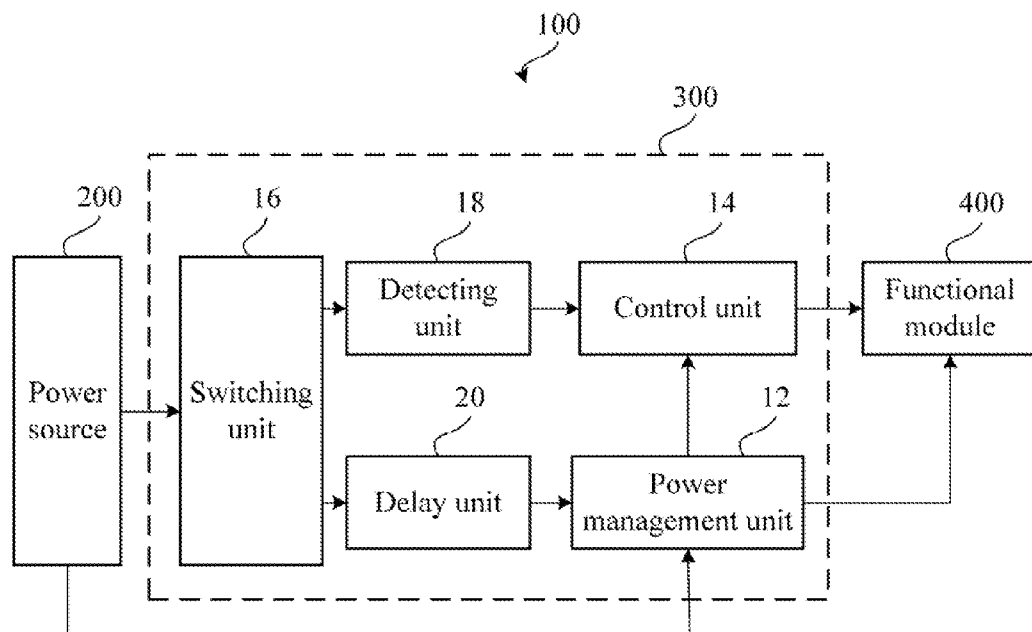 100
300
200
16
18
14
400
Power
source
Switching
unit
Detecting
unit
Control unit
Functional
module
20
12
Delay unit
Power
management unit